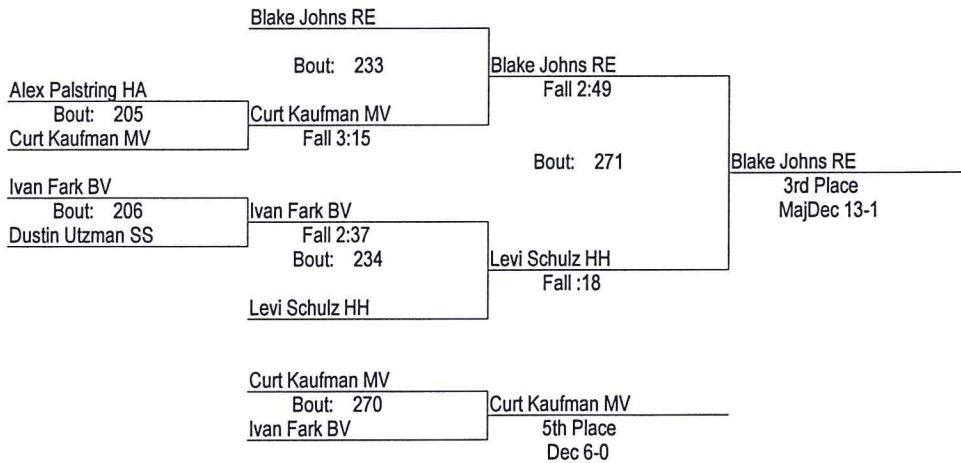 Blake Johns RE
Bout: 233
Blake Johns RE
Fall 2:49
Alex Palstring HA
Bout: 205
Curt Kaufman MV
Curt Kaufman MV
Fall 3:15
Bout: 271
Blake Johns RE
3rd Place
MajDec 13-1
Ivan Fark BV
Bout: 206
Dustin Utzman SS
Ivan Fark BV
Fall 2:37
Bout: 234
Levi Schulz HH
Fall :18
Levi Schulz HH
Curt Kaufman MV
Bout: 270
Ivan Fark BV
Curt Kaufman MV
5th Place
Dec 6-0